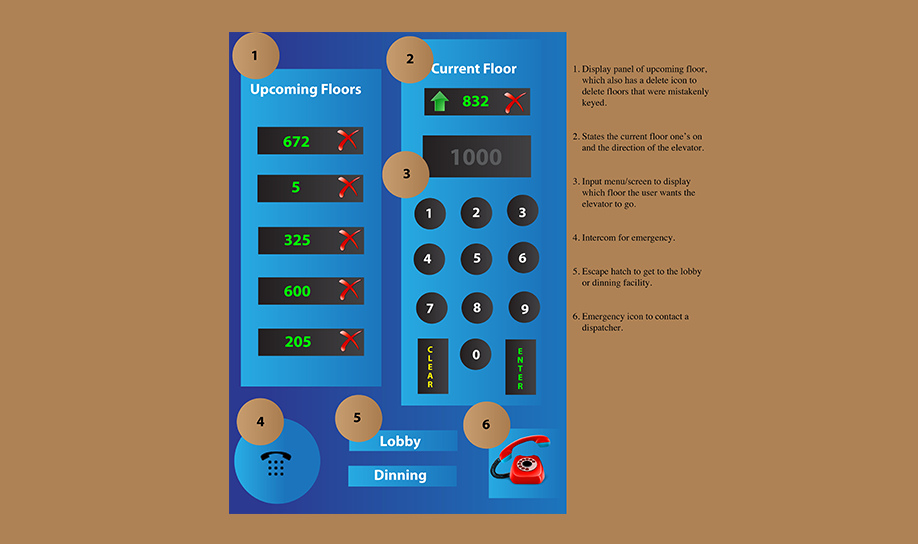 1
Upcoming Floors
672
5
325
600
205
2
Current Floor
832
3
1000
1 2 3
4 5 6
7 8 9
CLEAR
0
ENTER
4
5
Lobby
Dinning
6
1. Display panel of upcoming floor,
which also has a delete icon to
delete floors that were mistakenly
keyed.
2. States the current floor one's on
and the direction of the elevator.
3. Input menu/screen to display
which floor the user wants the
elevator to go.
4. Intercom for emergency.
5. Escape hatch to get to the lobby
or dinning facility.
6. Emergency icon to contact a
dispatcher.